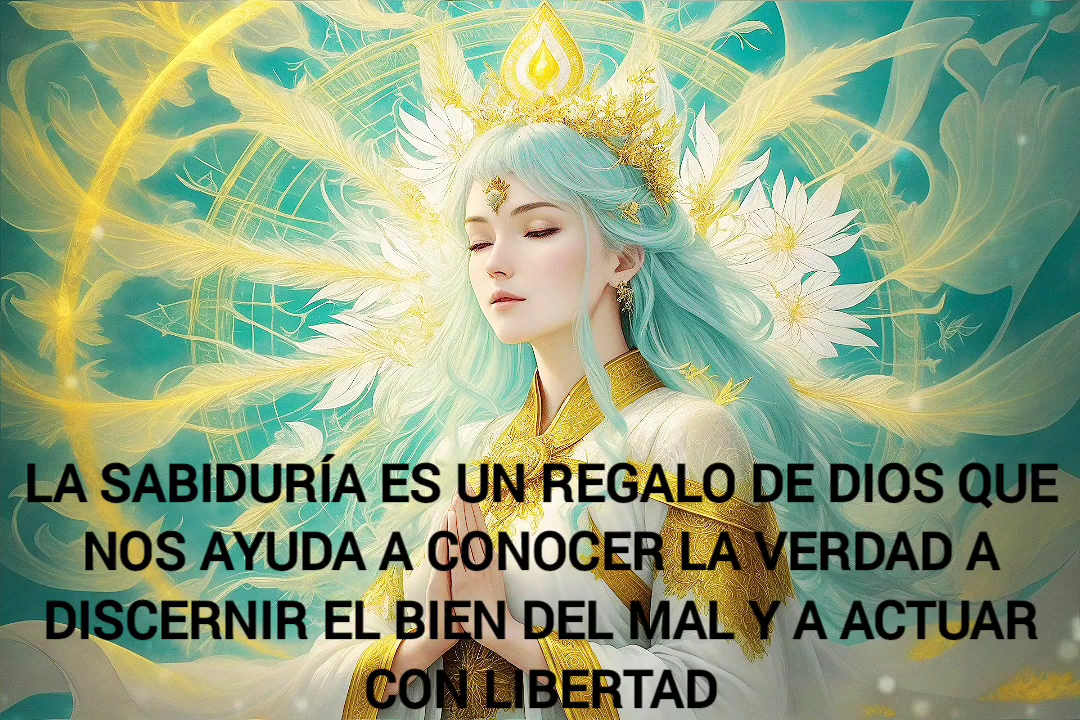 LA SABIDURÍA ES UN REGALO DE DIOS QUE
NOS AYUDA A CONOCER LA VERDAD A
DISCERNIR EL BIEN DEL MAL Y A ACTUAR
CON LIBERTAD